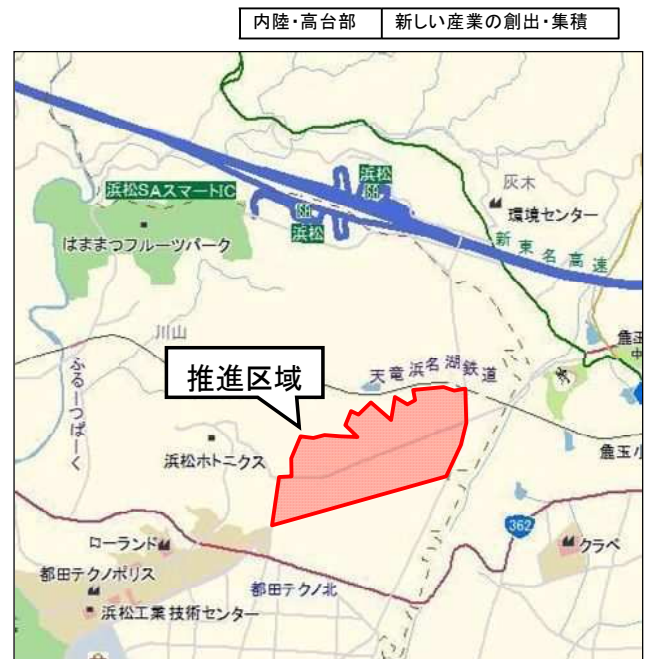 内陸・高台部 新しい産業の創出・集積
浜松SAスマートIC
浜松
SA
SA
浜松
灰木
環境センター
はままつフルーツパーク
新東名高速
川山
推進区域
天竜浜名湖鉄道
ふるーつぱーく
浜松ホトニクス
麁玉小
362
ローランド
クラベ
都田テクノポリス
都田テクノ北
浜松工業技術センター